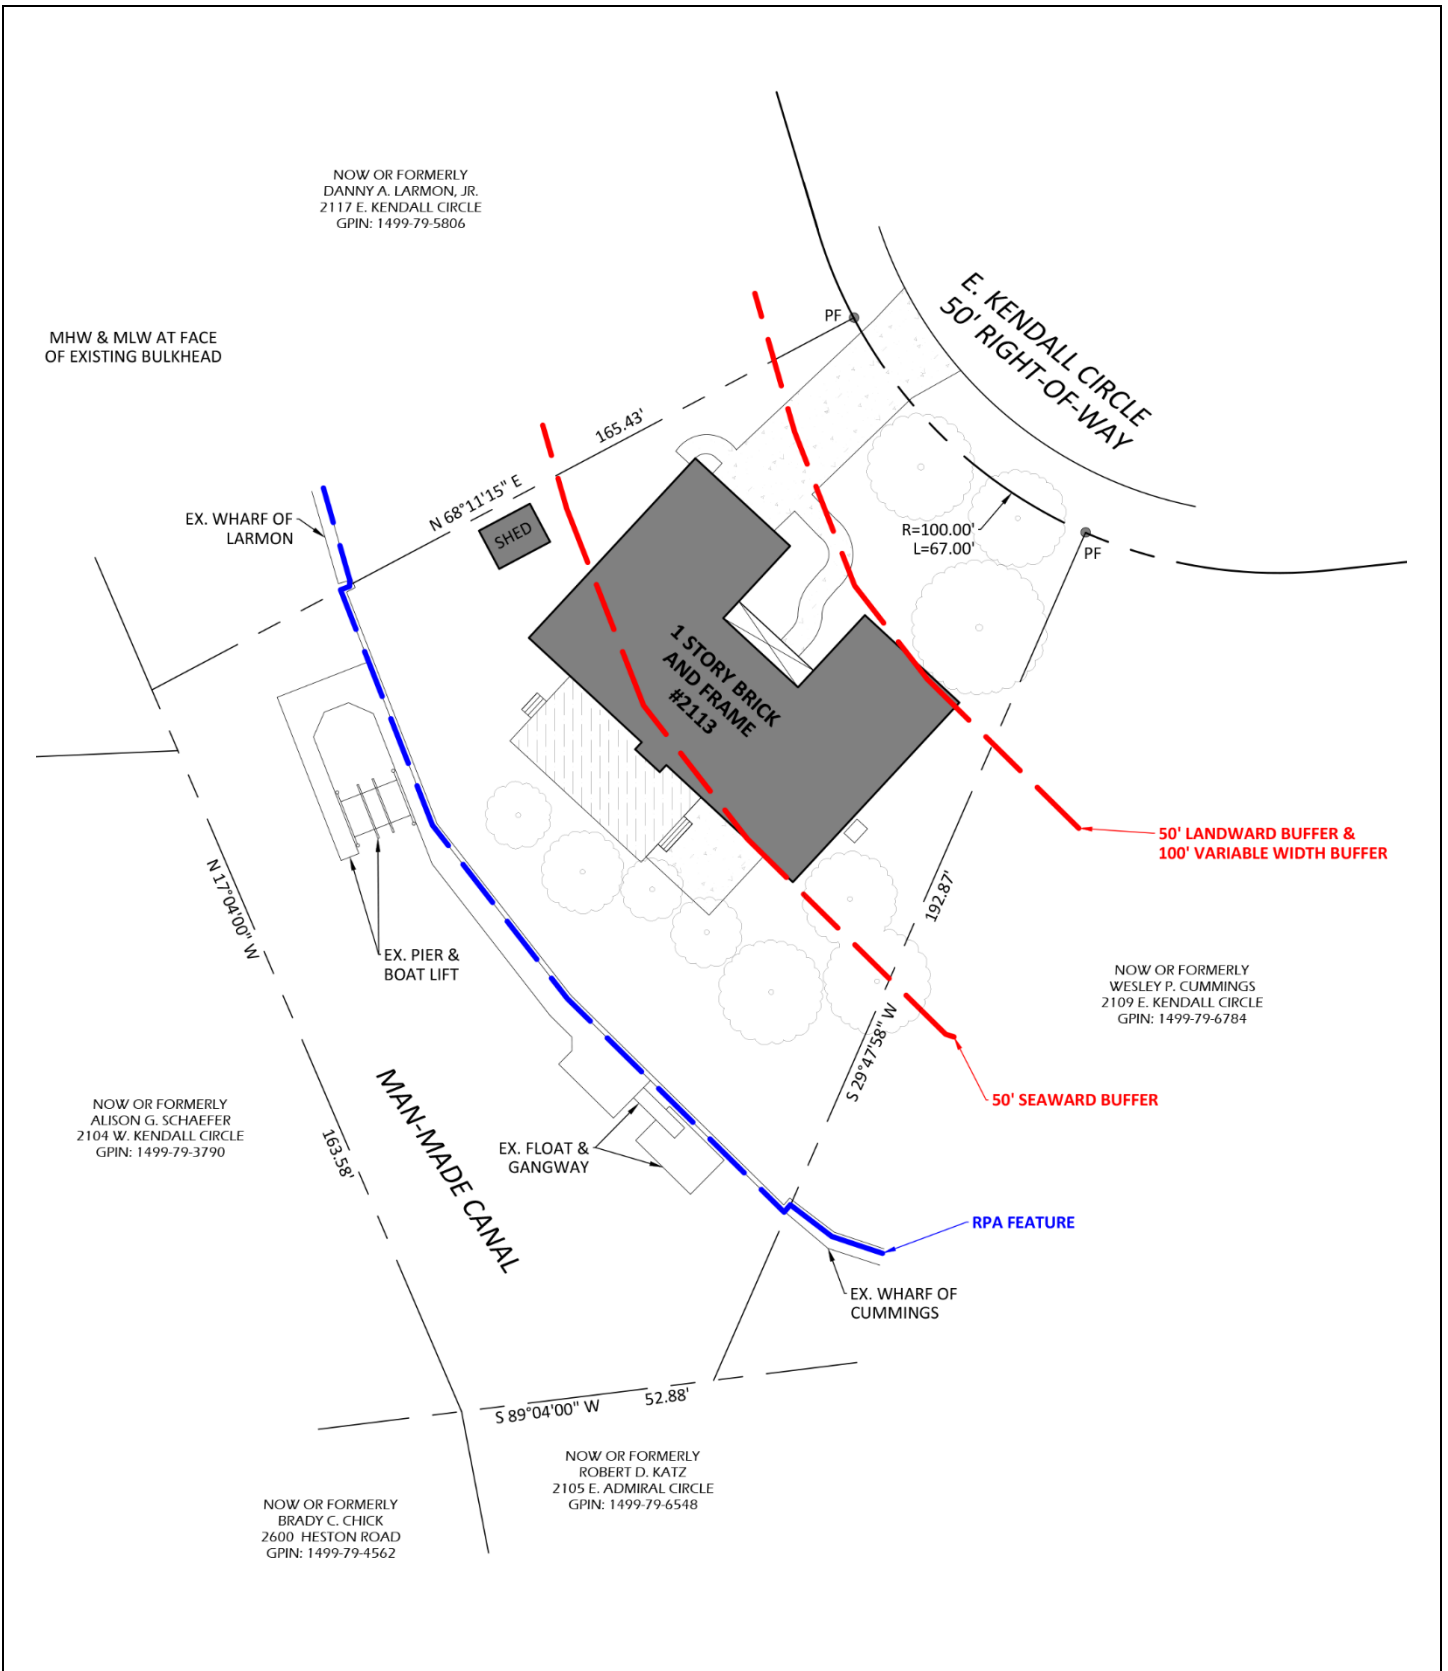 NOW OR FORMERLY
DANNY A. LARMON, JR.
2117 E. KENDALL CIRCLE
GPIN: 1499-79-5806
E. KENDALL CIRCLE
50' RIGHT-OF-WAY
PF
MHW & MLW AT FACE
OF EXISTING BULKHEAD
165.43'
N 68°11'15" E
EX. WHARF OF
LARMON
SHED
R=100.00'
L=67.00'
PF
1 STORY BRICK
AND FRAME
#2113
50' LANDWARD BUFFER &
100' VARIABLE WIDTH BUFFER
N 17°04'00" W
192.87'
EX. PIER &
BOAT LIFT
NOW OR FORMERLY
WESLEY P. CUMMINGS
2109 E. KENDALL CIRCLE
GPIN: 1499-79-6784
S 29°47'58" W
50' SEAWARD BUFFER
NOW OR FORMERLY
ALISON G. SCHAEFER
2104 W. KENDALL CIRCLE
GPIN: 1499-79-3790
163.58'
MAN-MADE CANAL
EX. FLOAT &
GANGWAY
RPA FEATURE
EX. WHARF OF
CUMMINGS
S 89°04'00" W
52.88'
NOW OR FORMERLY
ROBERT D. KATZ
2105 E. ADMIRAL CIRCLE
GPIN: 1499-79-6548
NOW OR FORMERLY
BRADY C. CHICK
2600 HESTON ROAD
GPIN: 1499-79-4562